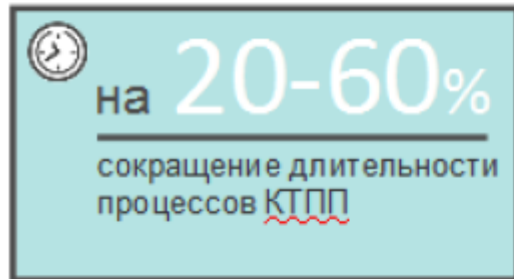 на 20-60%
сокращение длительности
процессов КТПП